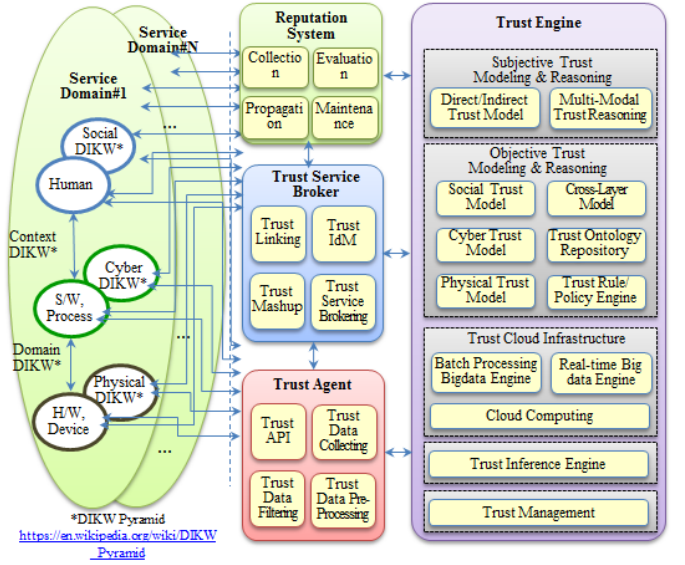 Service
Domain#N
Service
Domain#1
...
Social
DIKW*
Human
Context
DIKW*
Cyber
DIKW*
S/W,
Process
...
Domain
DIKW*
Physical
DIKW*
H/W,
Device
...
*DIKW Pyramid
https://en.wikipedia.org/wiki/DIKW
_Pyramid
Reputation
System
Collectio
n
Evaluatio
n
Propagati
on
Maintena
nce
Trust Service
Broker
Trust
Linking
Trust
IdM
Trust
Mashup
Trust
Service
Brokering
Trust Agent
Trust
API
Trust
Data
Collecting
Trust
Data
Filtering
Trust
Data Pre-
Processing
Trust Engine
Subjective Trust
Modeling & Reasoning
Direct/Indirect
Trust Model
Multi-Modal
Trust Reasoning
Objective Trust
Modeling & Reasoning
Social Trust
Model
Cross-Layer
Model
Cyber Trust
Model
Trust Ontology
Repository
Physical Trust
Model
Trust Rule/
Policy Engine
Trust Cloud Infrastructure
Batch Processing
Bigdata Engine
Real-time Big
data Engine
Cloud Computing
Trust Inference Engine
Trust Management